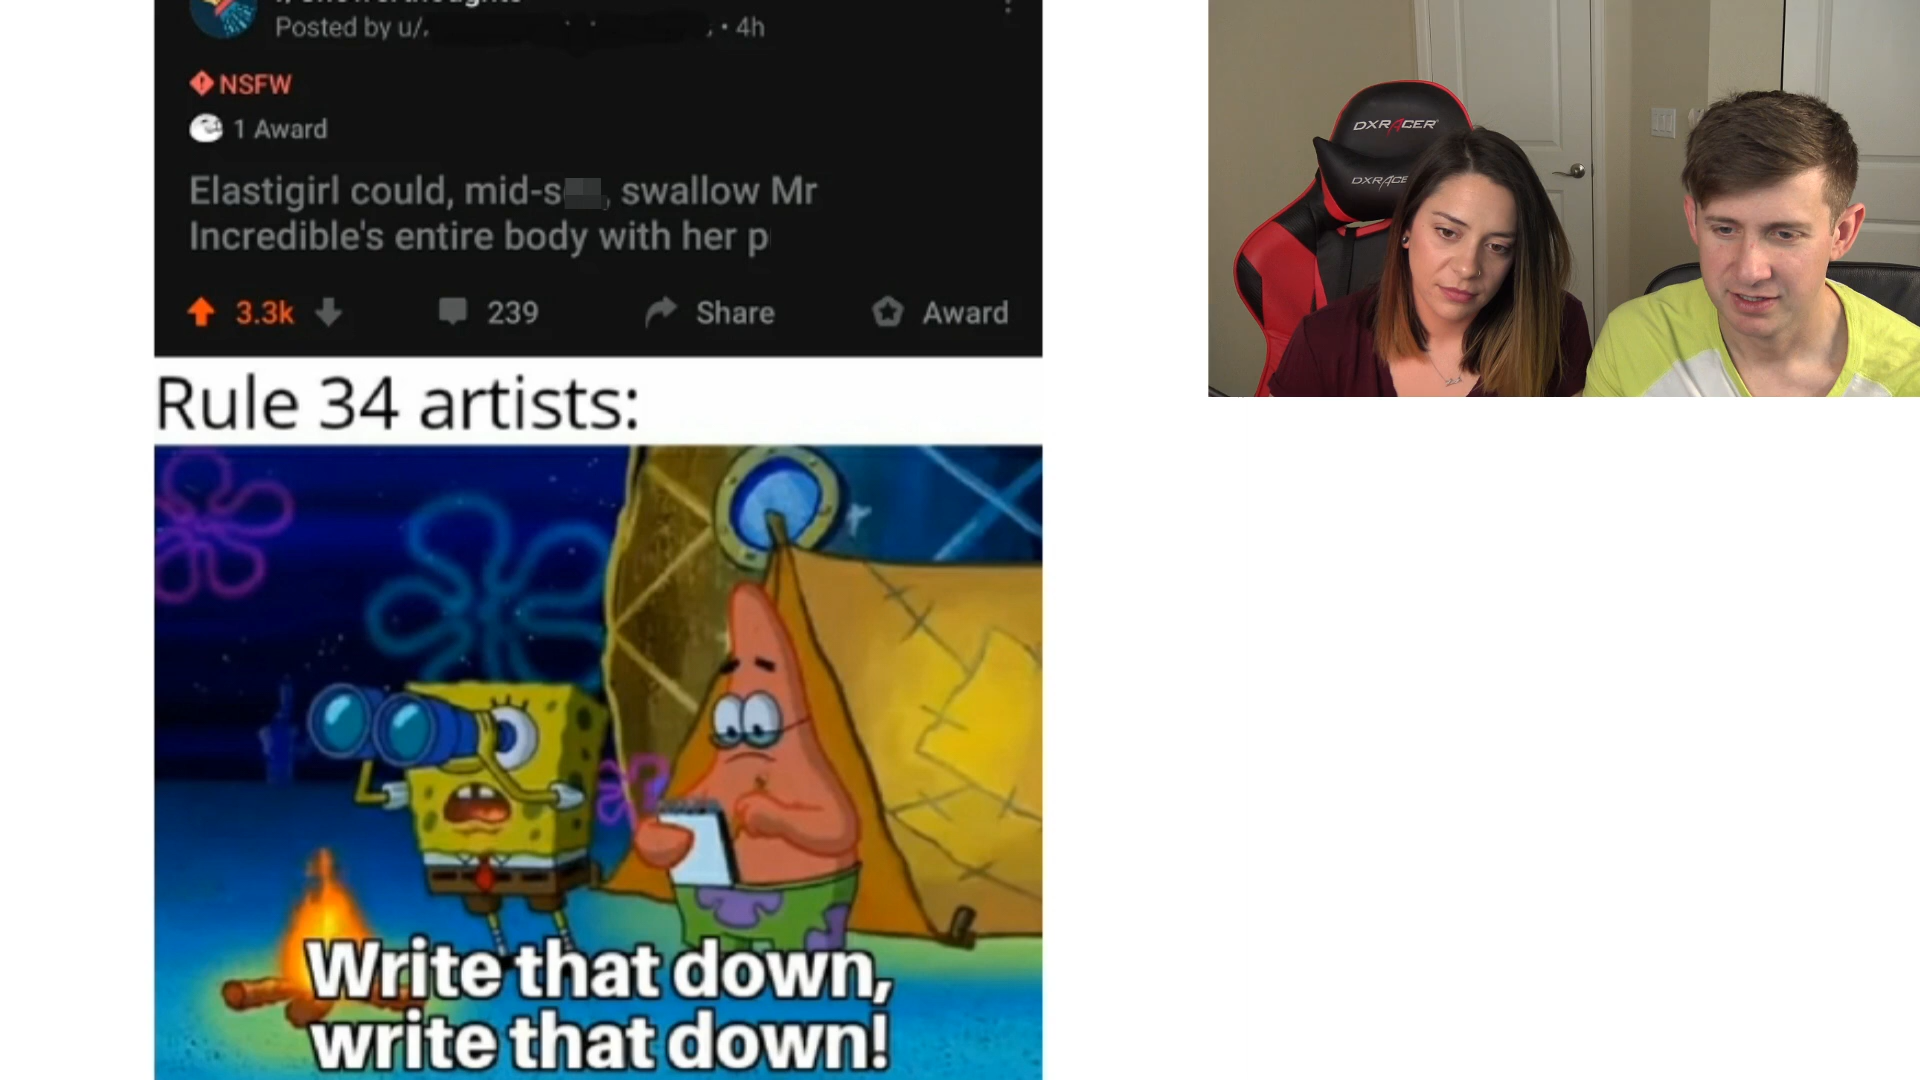 Posted by u/. • 4h
NSFW
1 Award
Elastigirl could, mid-s , swallow Mr
Incredible's entire body with her p
3.3k 239 Share Award
Rule 34 artists:
Write that down,
write that down!
DXRACER
DXRACE